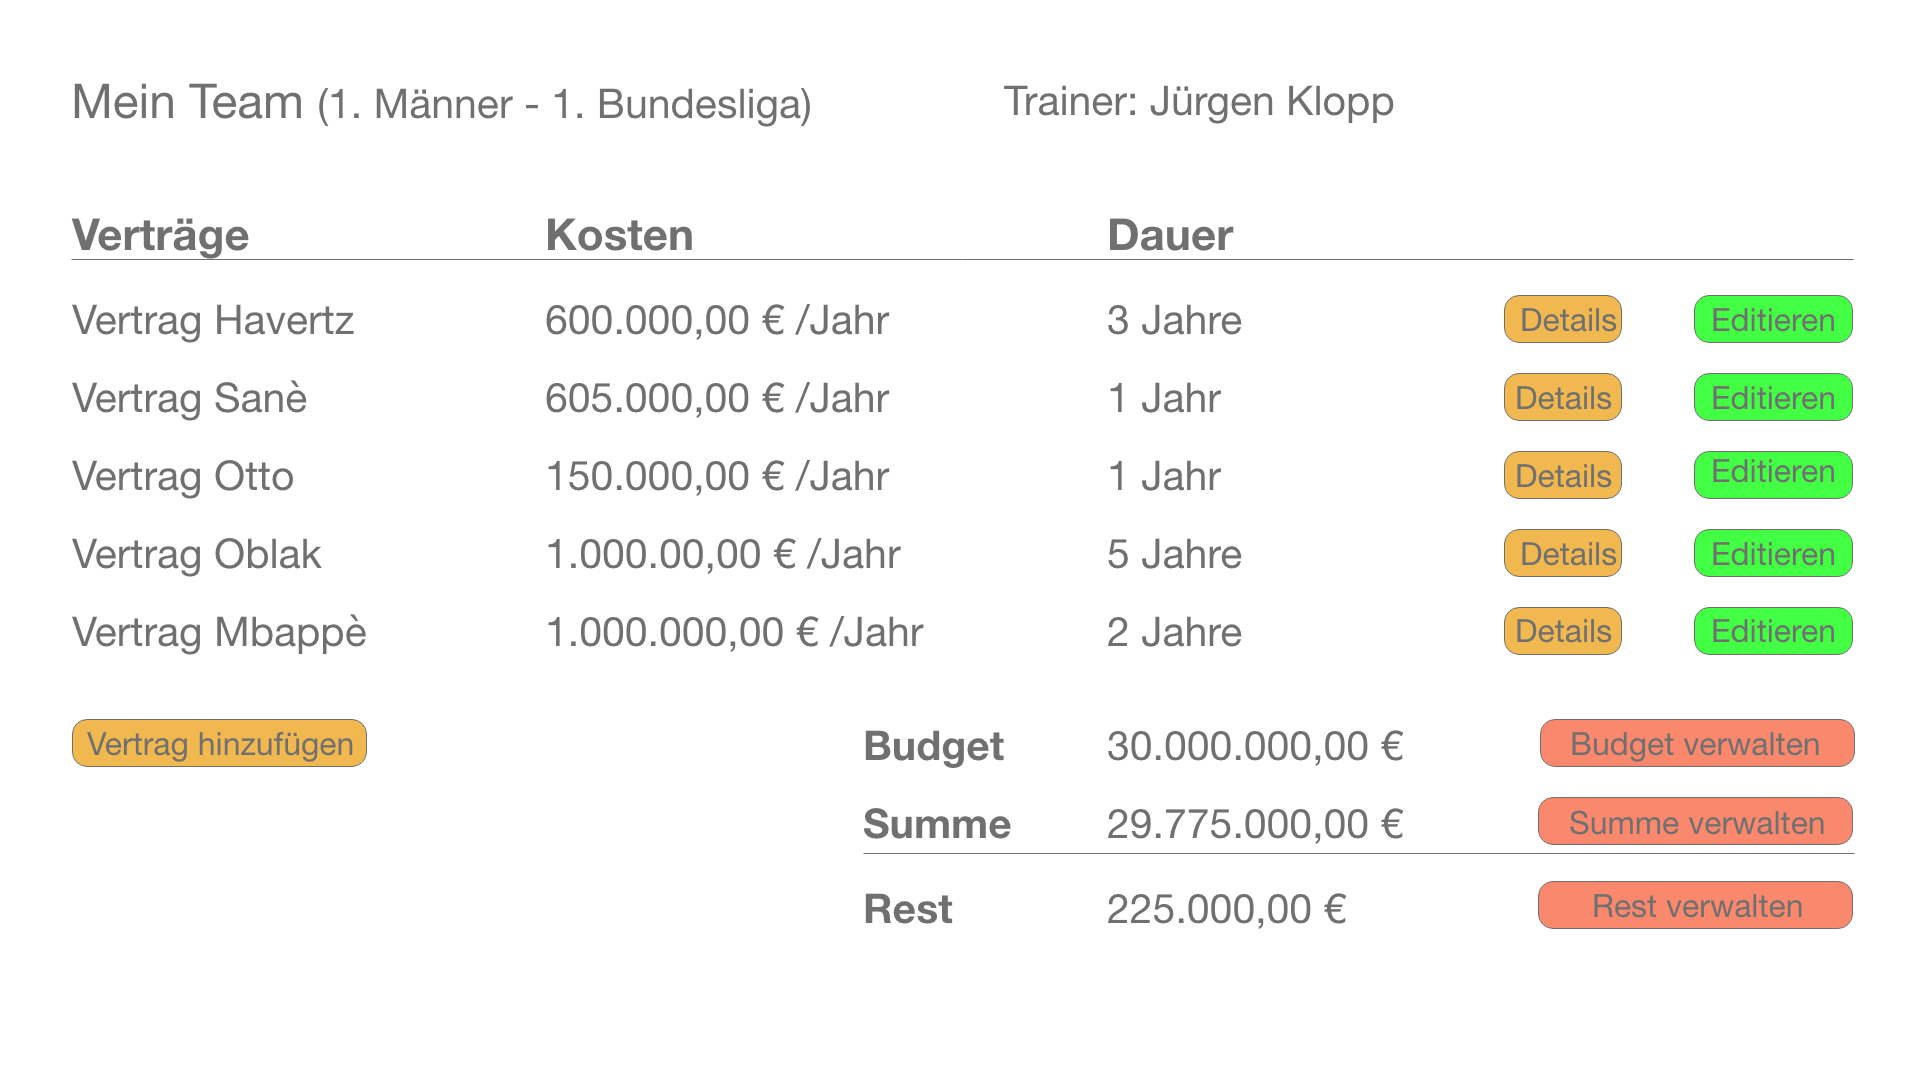 Mein Team (1. Männer - 1. Bundesliga) Trainer: Jürgen Klopp
Verträge Kosten Dauer
Vertrag Havertz 600.000,00 € /Jahr 3 Jahre Details Editieren
Vertrag Sanè 605.000,00 € /Jahr 1 Jahr Details Editieren
Vertrag Otto 150.000,00 € /Jahr 1 Jahr Details Editieren
Vertrag Oblak 1.000.00,00 € /Jahr 5 Jahre Details Editieren
Vertrag Mbappè 1.000.000,00 € /Jahr 2 Jahre Details Editieren
Vertrag hinzufügen Budget 30.000.000,00 € Budget verwalten
Summe 29.775.000,00 € Summe verwalten
Rest 225.000,00 € Rest verwalten